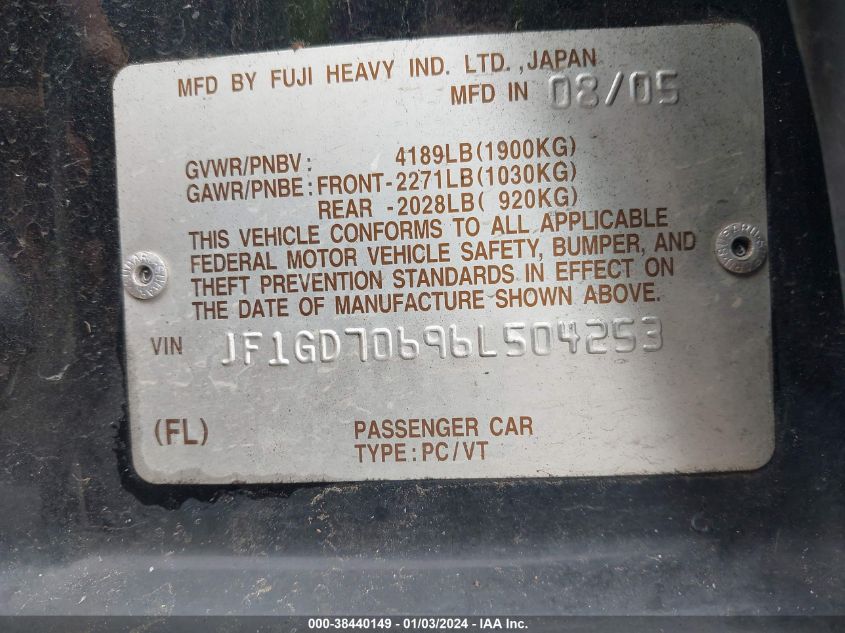 MFD BY FUJI HEAVY IND. LTD., JAPAN
MFD IN 08/05
GVWR/PNBV: 4189LB(1900KG)
GAWR/PNBE: FRONT-2271LB(1030KG)
REAR -2028LB( 920KG)
THIS VEHICLE CONFORMS TO ALL APPLICABLE
FEDERAL MOTOR VEHICLE SAFETY, BUMPER, AND
THEFT PREVENTION STANDARDS IN EFFECT ON
THE DATE OF MANUFACTURE SHOWN ABOVE.
VIN JF1GD70696L504253
(FL) PASSENGER CAR
TYPE: PC/VT
000-38440149 - 01/03/2024 - IAA Inc.